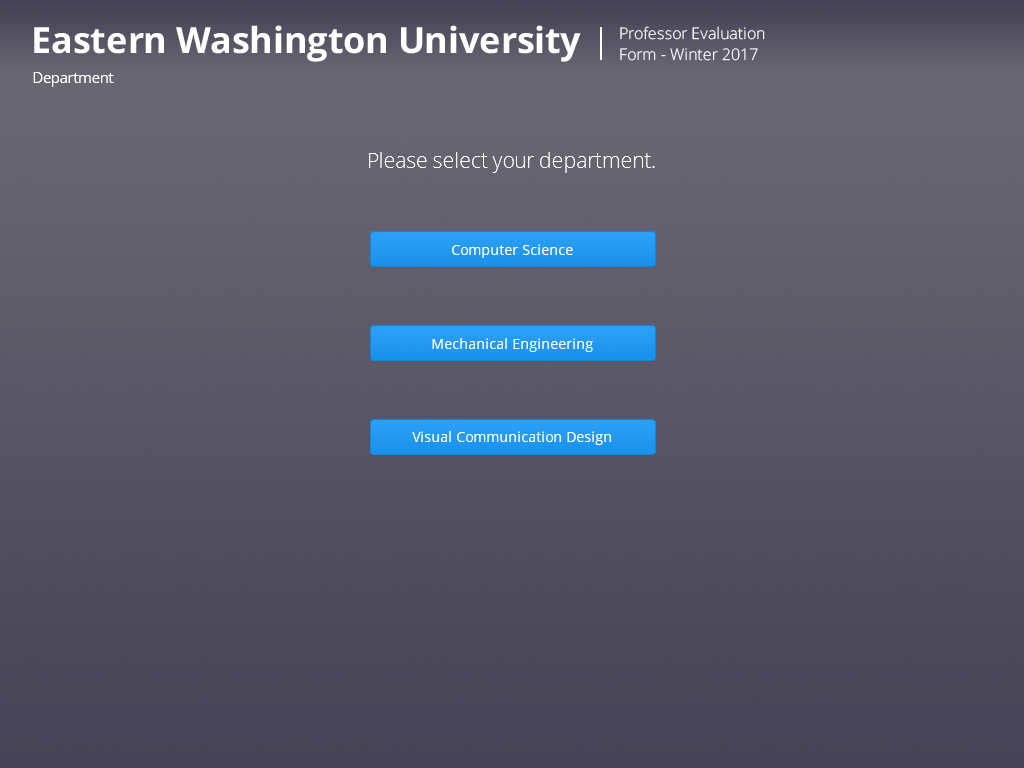 Eastern Washington University
Professor Evaluation
Form - Winter 2017
Department
Please select your department.
Computer Science
Mechanical Engineering
Visual Communication Design